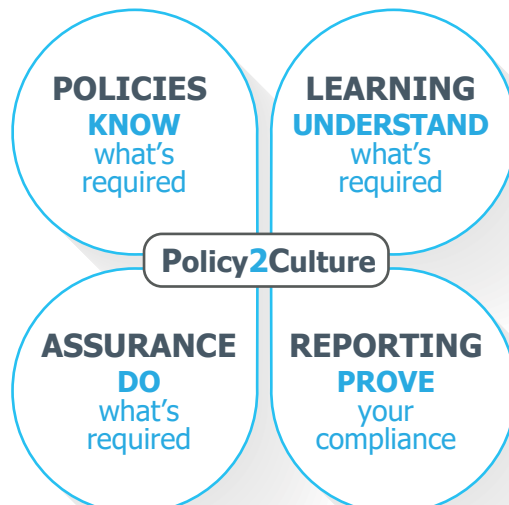 POLICIES
KNOW
what's
required
LEARNING
UNDERSTAND
what's
required
Policy2Culture
ASSURANCE
DO
what's
required
REPORTING
PROVE
your
compliance